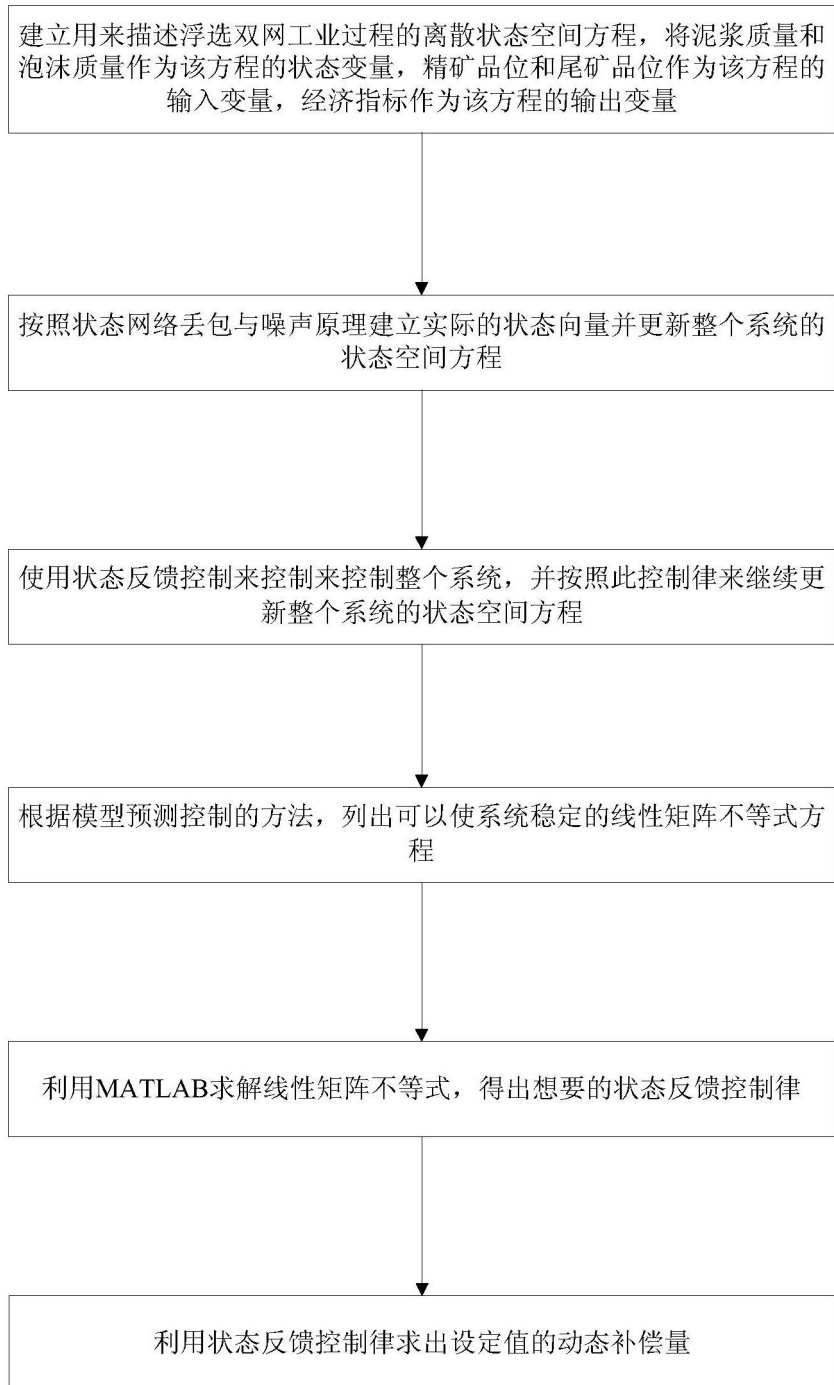 建立用来描述浮选双网工业过程的离散状态空间方程，将泥浆质量和
泡沫质量作为该方程的状态变量，精矿品位和尾矿品位作为该方程的
输入变量，经济指标作为该方程的输出变量
按照状态网络丢包与噪声原理建立实际的状态向量并更新整个系统的
状态空间方程
使用状态反馈控制来控制来控制整个系统，并按照此控制律来继续更
新整个系统的状态空间方程
根据模型预测控制的方法，列出可以使系统稳定的线性矩阵不等式方
程
利用MATLAB求解线性矩阵不等式，得出想要的状态反馈控制律
利用状态反馈控制律求出设定值的动态补偿量